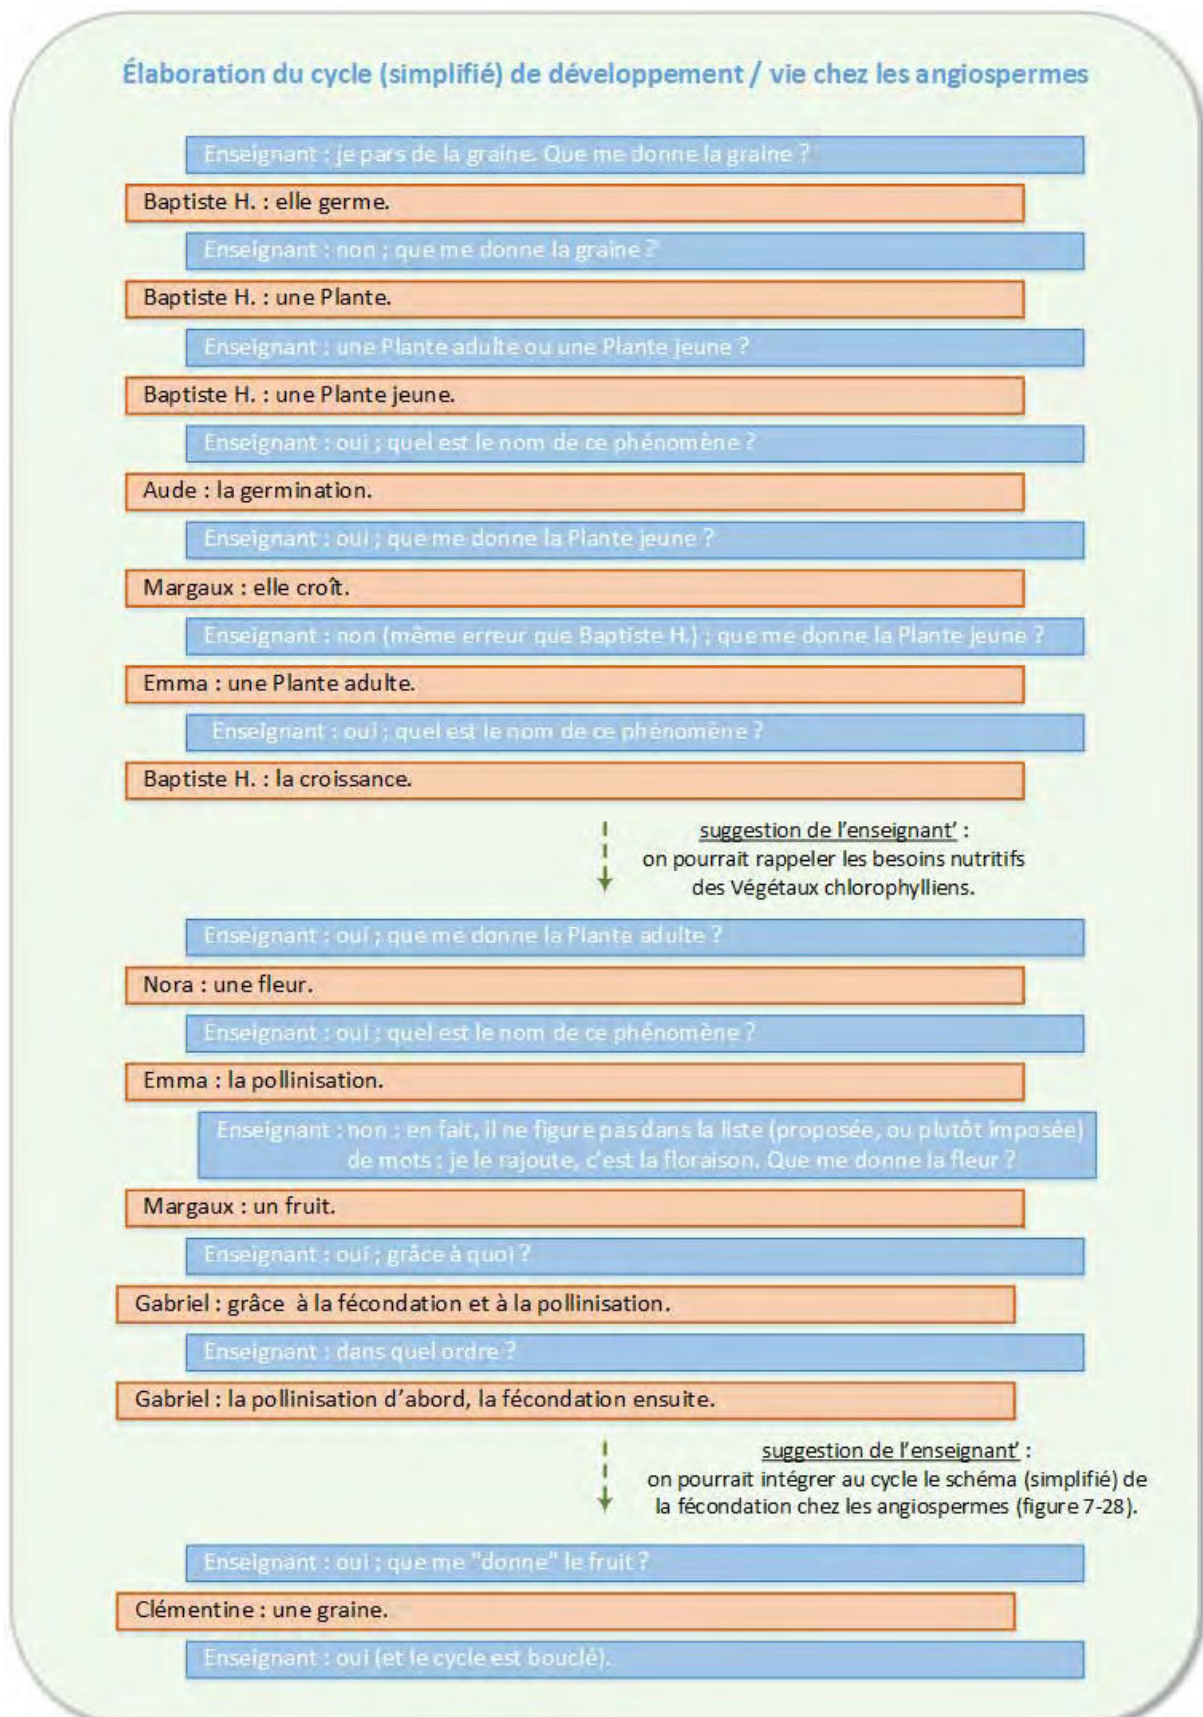 Élaboration du cycle (simplifié) de développement / vie chez les angiospermes
Enseignant : je pars de la graine. Que me donne la graine ?
Baptiste H. : elle germe.
Enseignant : non ; que me donne la graine ?
Baptiste H. : une Plante.
Enseignant : une Plante adulte ou une Plante jeune ?
Baptiste H. : une Plante jeune.
Enseignant : oui ; quel est le nom de ce phénomène ?
Aude : la germination.
Enseignant : oui ; que me donne la Plante jeune ?
Margaux : elle croît.
Enseignant : non (même erreur que Baptiste H.) ; que me donne la Plante jeune ?
Emma : une Plante adulte.
Enseignant : oui ; quel est le nom de ce phénomène ?
Baptiste H. : la croissance.
suggestion de l'enseignant' :
on pourrait rappeler les besoins nutritifs
des Végétaux chlorophylliens.
Enseignant : oui ; que me donne la Plante adulte ?
Nora : une fleur.
Enseignant : oui ; quel est le nom de ce phénomène ?
Emma : la pollinisation.
Enseignant : non ; en fait, il ne figure pas dans la liste (proposée, ou plutôt imposée)
de mots : je le rajoute, c'est la floraison. Que me donne la fleur ?
Margaux : un fruit.
Enseignant : oui ; grâce à quoi ?
Gabriel : grâce à la fécondation et à la pollinisation.
Enseignant : dans quel ordre ?
Gabriel : la pollinisation d'abord, la fécondation ensuite.
suggestion de l'enseignant' :
on pourrait intégrer au cycle le schéma (simplifié) de
la fécondation chez les angiospermes (figure 7-28).
Enseignant : oui ; que me "donne" le fruit ?
Clémentine : une graine.
Enseignant : oui (et le cycle est bouclé).